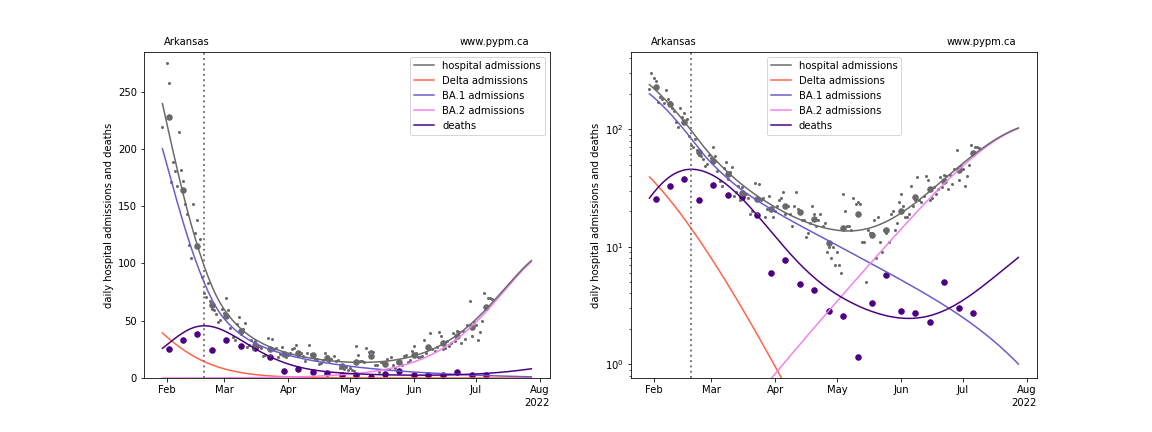 Arkansas
www.pypm.ca
daily hospital admissions and deaths
250
200
150
100
50
0
hospital admissions
Delta admissions
BA.1 admissions
BA.2 admissions
deaths
Feb
Mar
Apr
May
Jun
Jul
Aug
2022
Arkansas
www.pypm.ca
daily hospital admissions and deaths
10²
10¹
10⁰
hospital admissions
Delta admissions
BA.1 admissions
BA.2 admissions
deaths
Feb
Mar
Apr
May
Jun
Jul
Aug
2022